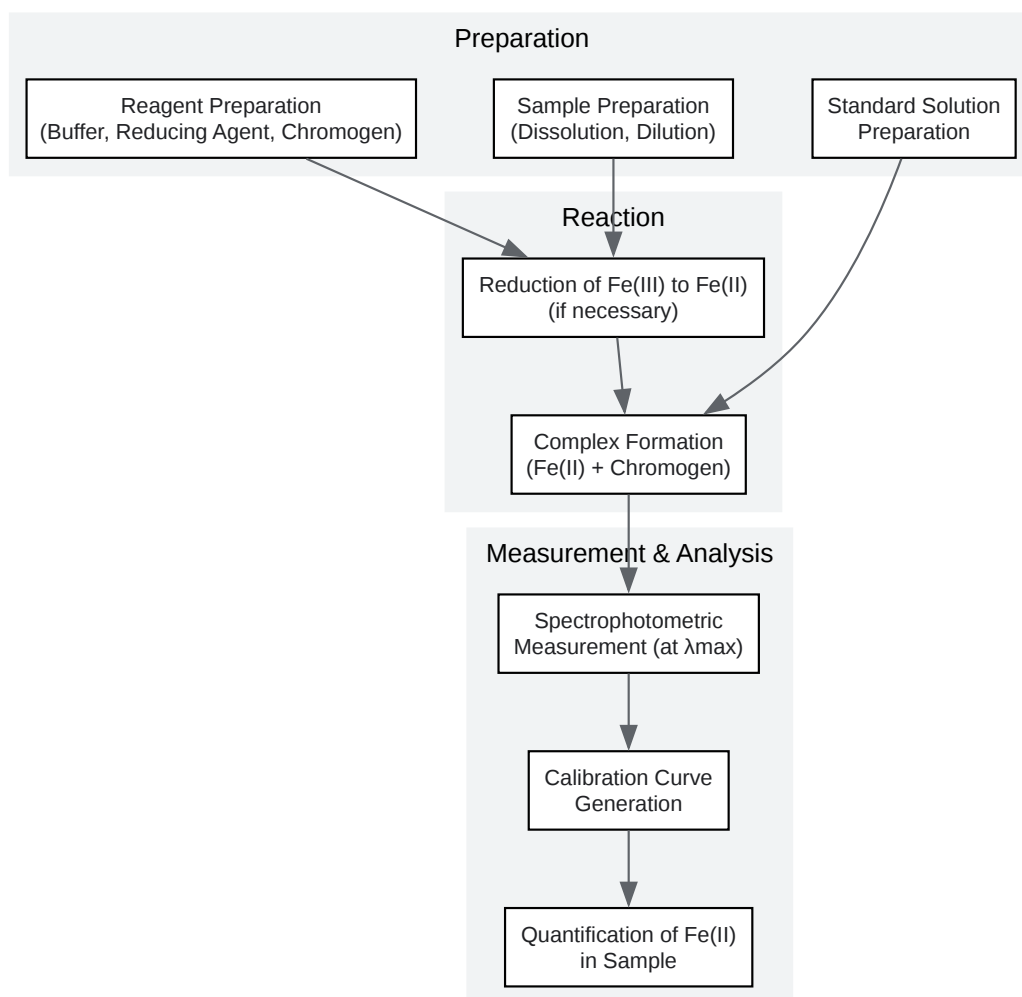 Preparation
Reagent Preparation
(Buffer, Reducing Agent, Chromogen)
Sample Preparation
(Dissolution, Dilution)
Standard Solution
Preparation
Reaction
Reduction of Fe(III) to Fe(II)
(if necessary)
Complex Formation
(Fe(II) + Chromogen)
Measurement & Analysis
Spectrophotometric
Measurement (at λmax)
Calibration Curve
Generation
Quantification of Fe(II)
in Sample